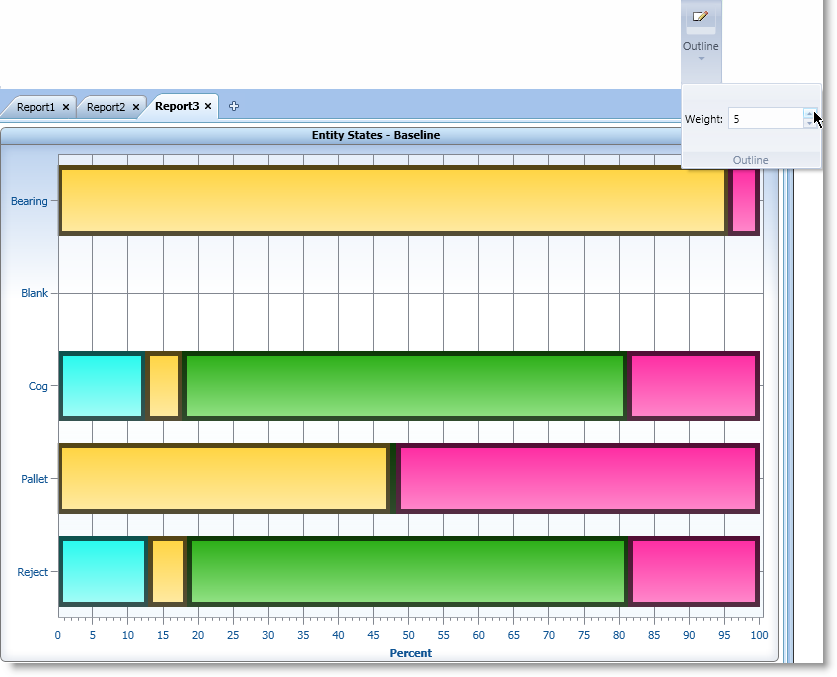 Outline
Report1 Report2 Report3
Weight: 5
Outline
Entity States - Baseline
Bearing
Blank
Cog
Pallet
Reject
0 5 10 15 20 25 30 35 40 45 50 55 60 65 70 75 80 85 90 95 100
Percent